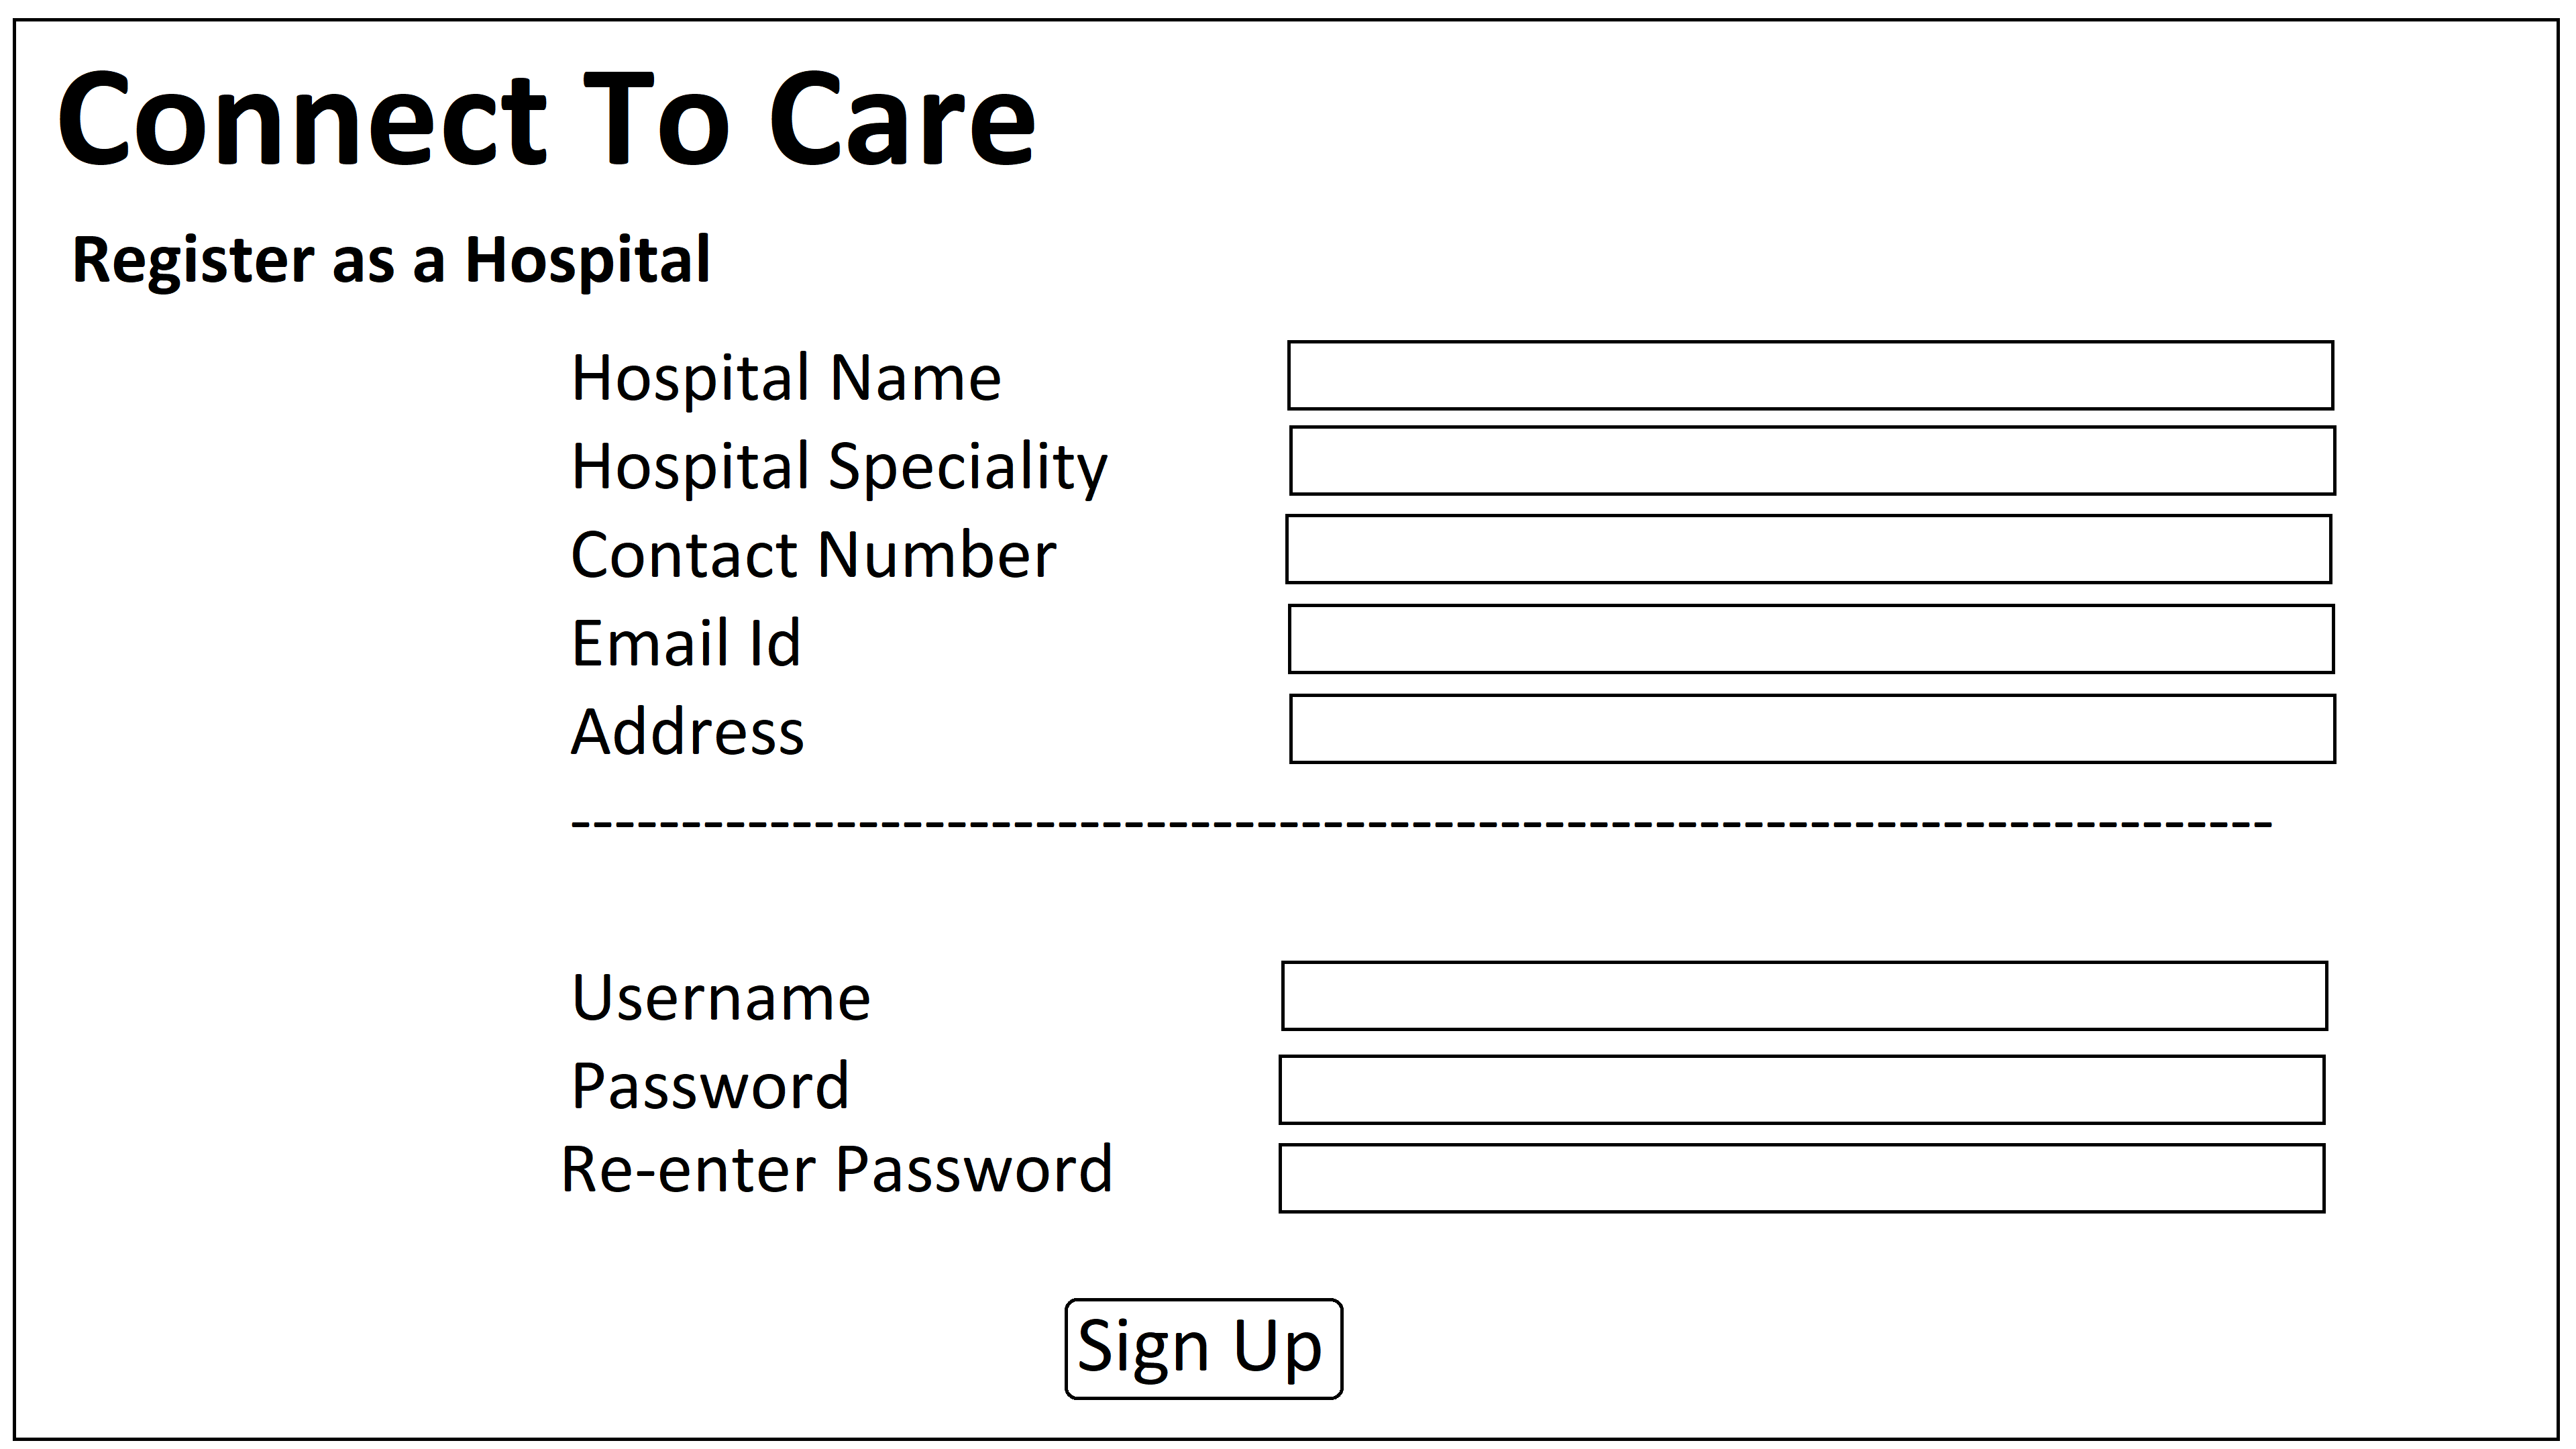 Connect To Care
Register as a Hospital
Hospital Name
Hospital Speciality
Contact Number
Email Id
Address
-----------------------------------------------------------------------------
Username
Password
Re-enter Password
Sign Up